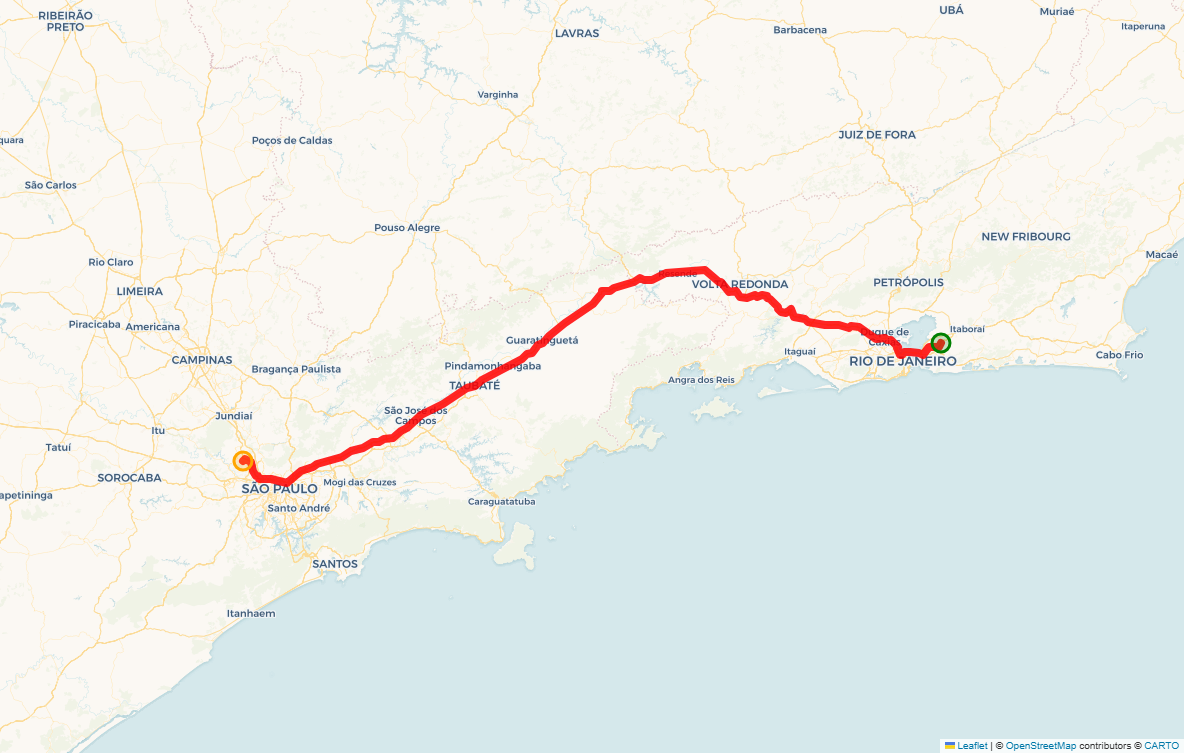 RIBEIRÃO
PRETO
UBÁ
Muriaé
Itaperuna
LAVRAS
Barbacena
Varginha
JUIZ DE FORA
quara
Poços de Caldas
São Carlos
Pouso Alegre
NEW FRIBOURG
Macaé
Rio Claro
LIMEIRA
Resende
VOLTA REDONDA
PETRÓPOLIS
Piracicaba
Americana
Duque de
Caxias
Itaboraí
Guaratinguetá
CAMPINAS
Bragança Paulista
Pindamonhangaba
TAUBATÉ
Itaguaí
RIO DE JANEIRO
Cabo Frio
Angra dos Reis
Jundiaí
São José dos
Campos
Itu
Tatuí
SOROCABA
SÃO PAULO
Mogi das Cruzes
apetininga
Santo André
Caraguatatuba
SANTOS
Itanhaem
Leaflet | © OpenStreetMap contributors © CARTO